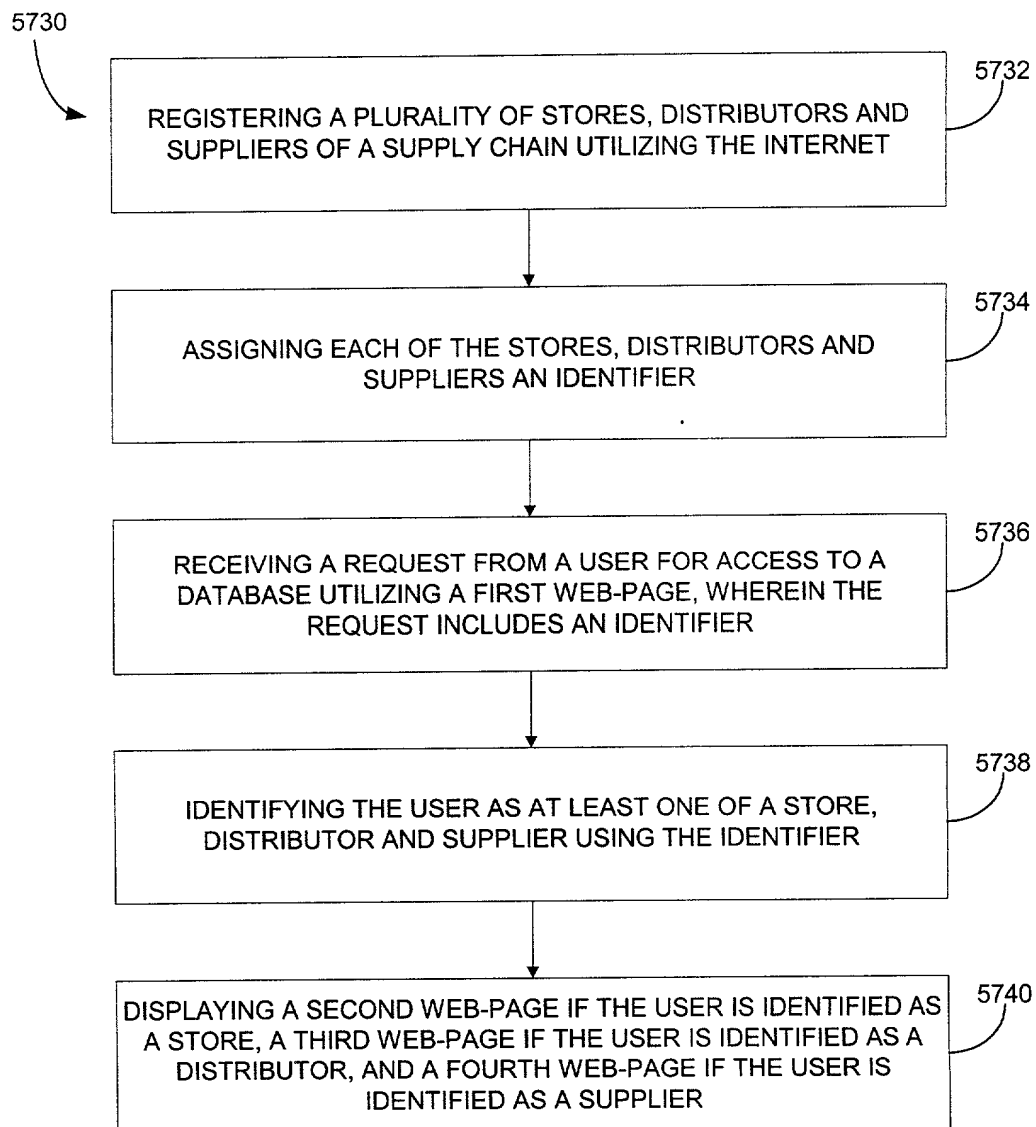 5730
5732
REGISTERING A PLURALITY OF STORES, DISTRIBUTORS AND
SUPPLIERS OF A SUPPLY CHAIN UTILIZING THE INTERNET
5734
ASSIGNING EACH OF THE STORES, DISTRIBUTORS AND
SUPPLIERS AN IDENTIFIER
5736
RECEIVING A REQUEST FROM A USER FOR ACCESS TO A
DATABASE UTILIZING A FIRST WEB-PAGE, WHEREIN THE
REQUEST INCLUDES AN IDENTIFIER
5738
IDENTIFYING THE USER AS AT LEAST ONE OF A STORE,
DISTRIBUTOR AND SUPPLIER USING THE IDENTIFIER
5740
DISPLAYING A SECOND WEB-PAGE IF THE USER IS IDENTIFIED AS
A STORE, A THIRD WEB-PAGE IF THE USER IS IDENTIFIED AS A
DISTRIBUTOR, AND A FOURTH WEB-PAGE IF THE USER IS
IDENTIFIED AS A SUPPLIER